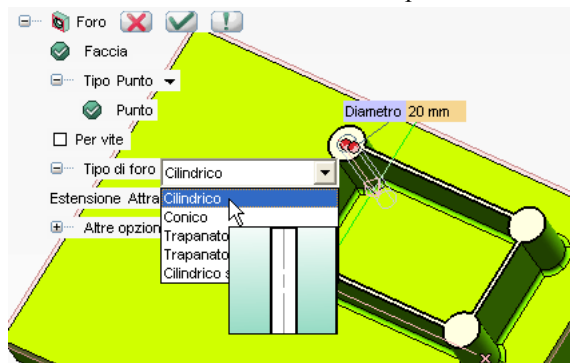 Foro
Faccia
Tipo Punto
Punto
Diametro 20 mm
Per vite
Tipo di foro Cilindrico
Estensione Attra
Cilindrico
Conico
Altre opzion
Trapanato
Trapanato
Cilindrico s